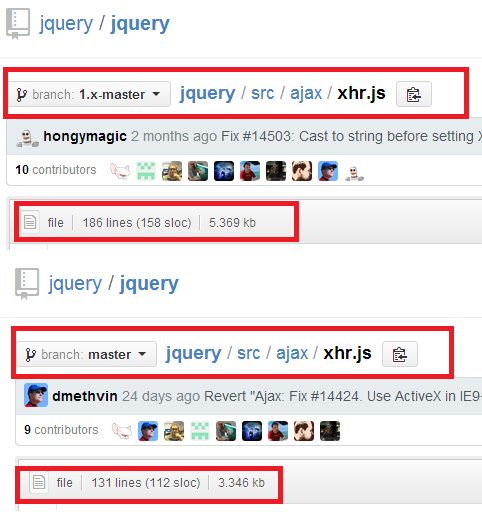 jquery / jquery
branch: 1.x-master jquery / src / ajax / xhr.js
hongymagic 2 months ago Fix #14503: Cast to string before setting X
10 contributors
file 186 lines (158 sloc) 5.369 kb
jquery / jquery
branch: master jquery / src / ajax / xhr.js
dmethvin 24 days ago Revert "Ajax: Fix #14424. Use ActiveX in IE9-
9 contributors
file 131 lines (112 sloc) 3.346 kb